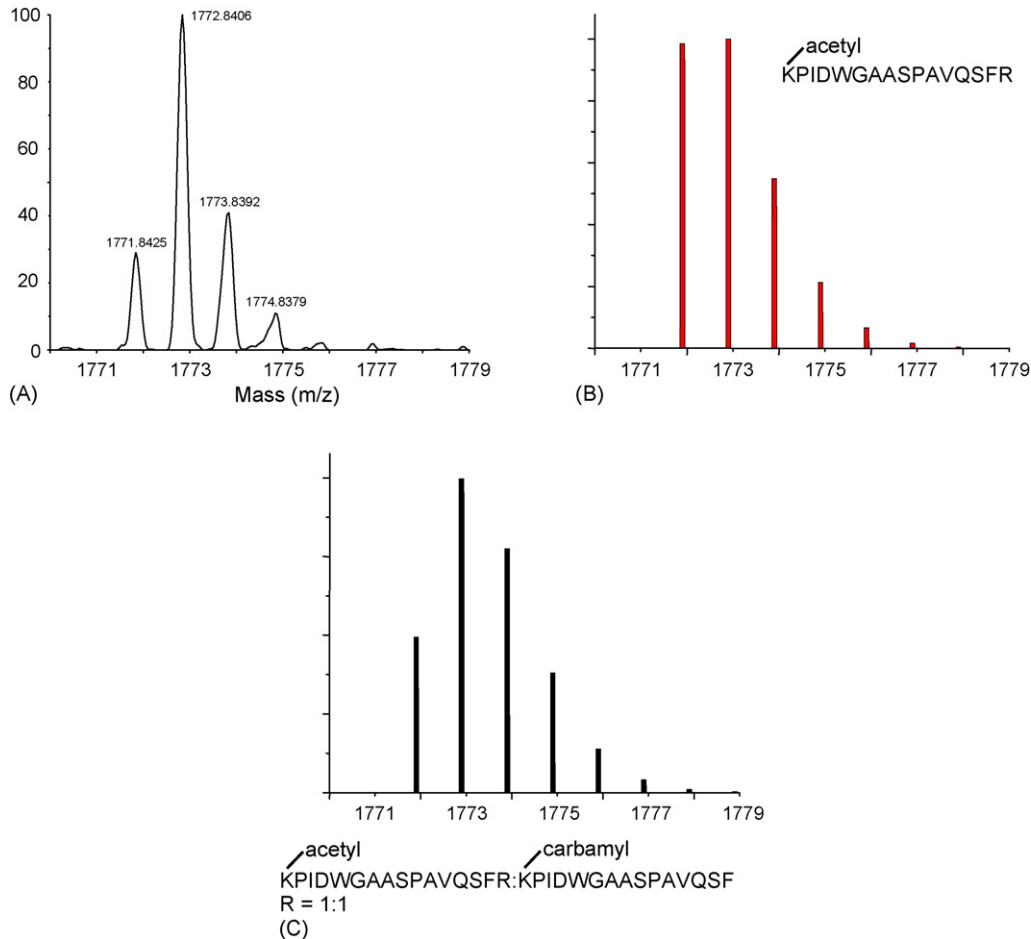 100
80
60
40
20
0
1772.8406
1773.8392
1771.8425
1774.8379
1771 1773 1775 1777 1779
(A) Mass (m/z)
acetyl
KPIDWGAASPAVQSFR
1771 1773 1775 1777 1779
(B)
1771 1773 1775 1777 1779
acetyl carbamyl
KPIDWGAASPAVQSFR:KPIDWGAASPAVQSF
R = 1:1
(C)